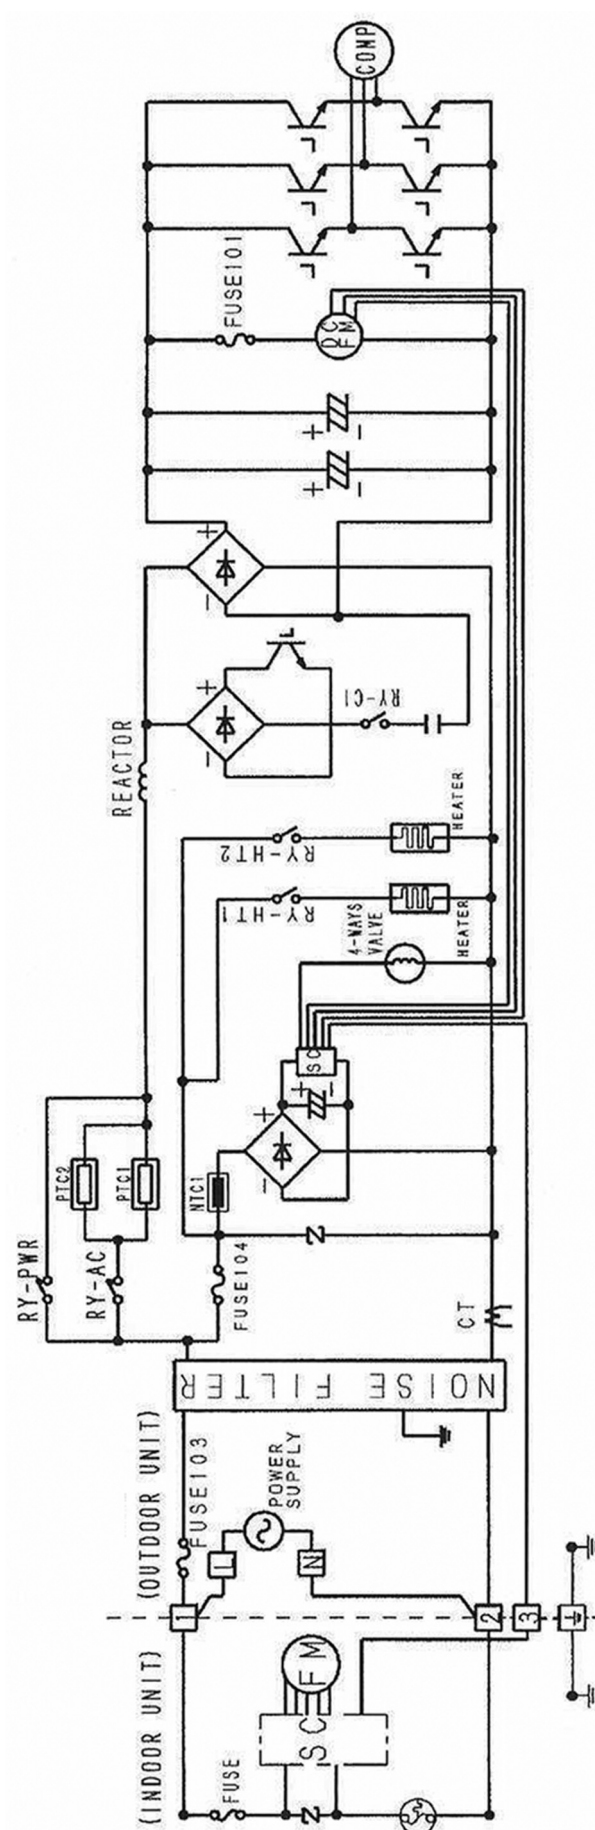 COMP
FUSE101
DC
FM
+
−
+
−
+
−
+
−
REACTOR
RY-C1
RY-HT2
HEATER
RY-HT1
HEATER
4-WAYS
VALVE
SC
+
−
+
−
PTC2
PTC1
NTC1
RY-PWR
RY-AC
FUSE104
CT
Z
NOISE FILTER
(OUTDOOR UNIT)
FUSE103
POWER
SUPPLY
L
N
1
2
3
(INDOOR UNIT)
FM
SC
FUSE
Z